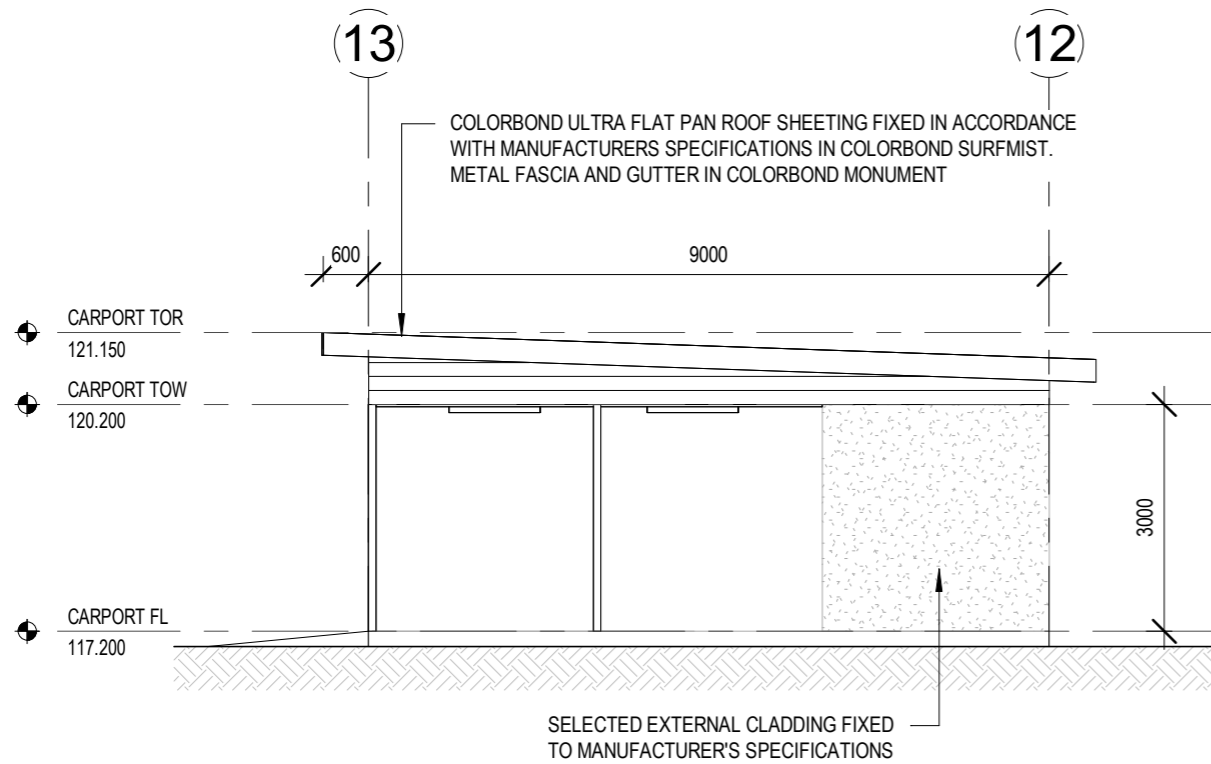 13
12
COLORBOND ULTRA FLAT PAN ROOF SHEETING FIXED IN ACCORDANCE
WITH MANUFACTURERS SPECIFICATIONS IN COLORBOND SURFMIST.
METAL FASCIA AND GUTTER IN COLORBOND MONUMENT
600
9000
CARPORT TOR
121.150
CARPORT TOW
120.200
3000
CARPORT FL
117.200
SELECTED EXTERNAL CLADDING FIXED
TO MANUFACTURER'S SPECIFICATIONS